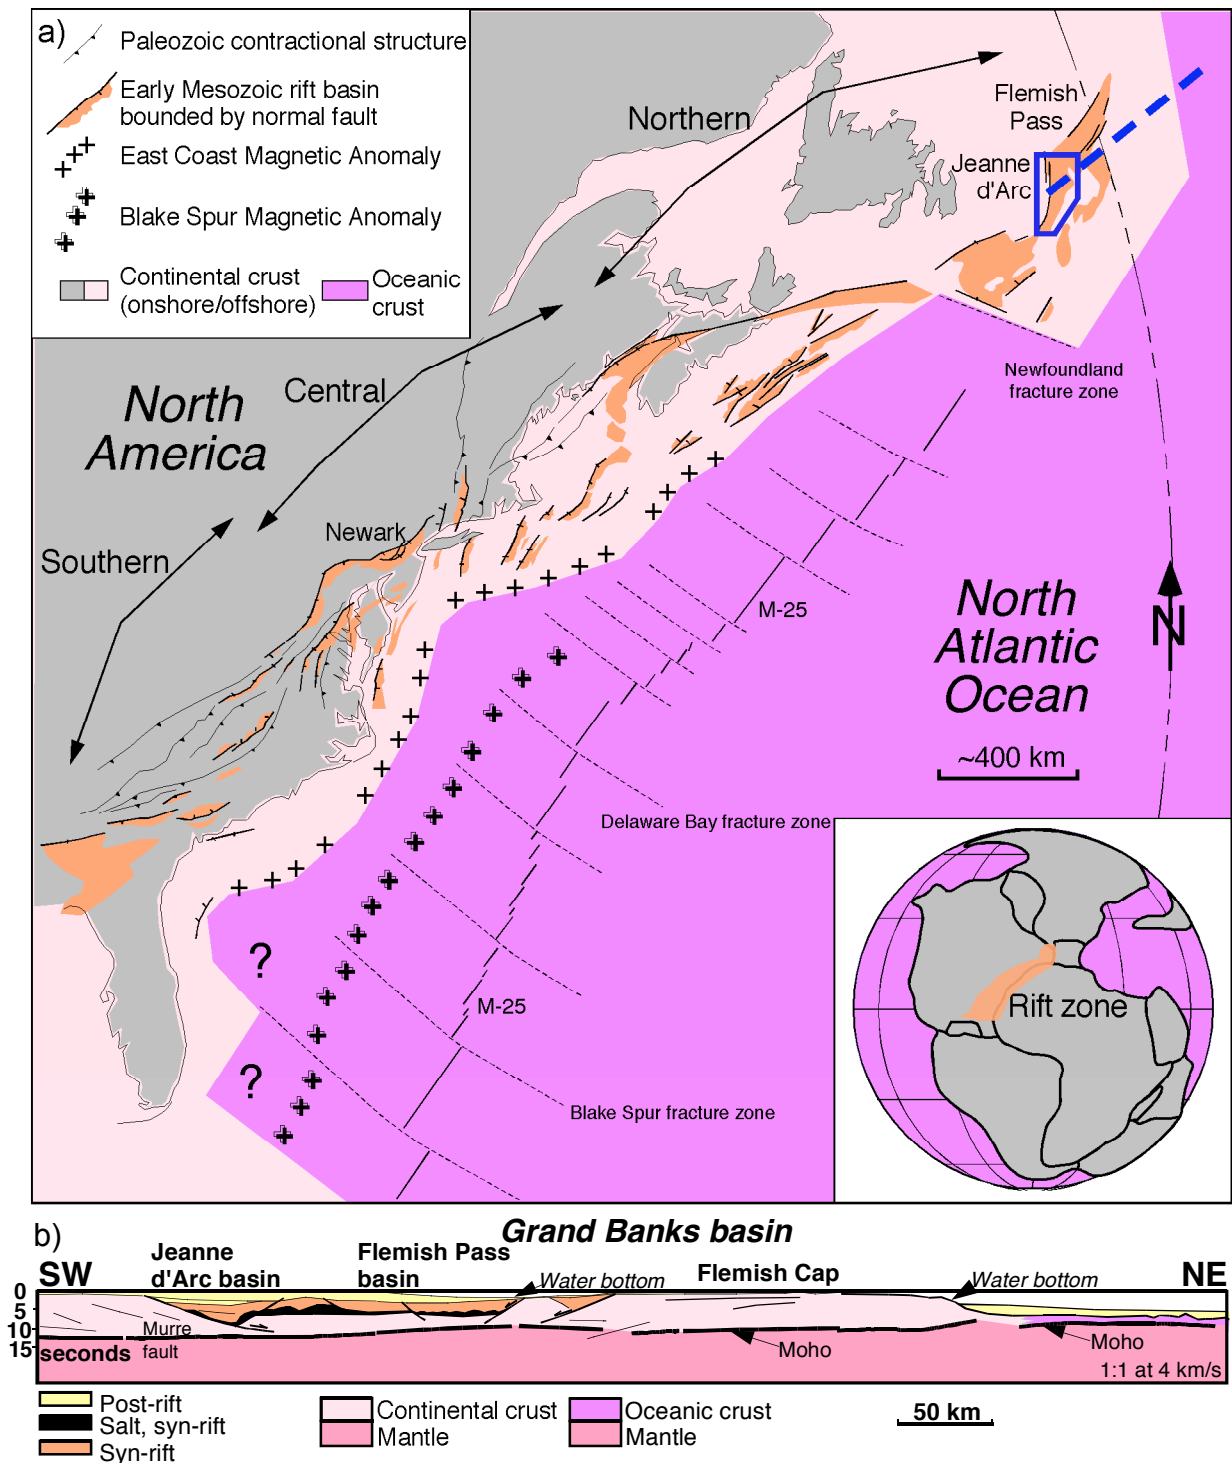 a)
Paleozoic contractional structure
Early Mesozoic rift basin
bounded by normal fault
East Coast Magnetic Anomaly
Blake Spur Magnetic Anomaly
Continental crust
(onshore/offshore)
Oceanic
crust
Northern
Flemish
Pass
Jeanne
d'Arc
Newfoundland
fracture zone
Central
North
America
Newark
Southern
M-25
North
Atlantic
Ocean
N
~400 km
Delaware Bay fracture zone
?
M-25
?
Blake Spur fracture zone
Rift zone
b)
Grand Banks basin
SW
Jeanne
d'Arc basin
Flemish Pass
basin
Water bottom
Flemish Cap
Water bottom
NE
0
5
10
15
seconds
Murre
fault
Moho
Moho
1:1 at 4 km/s
Post-rift
Salt, syn-rift
Syn-rift
Continental crust
Mantle
Oceanic crust
Mantle
50 km